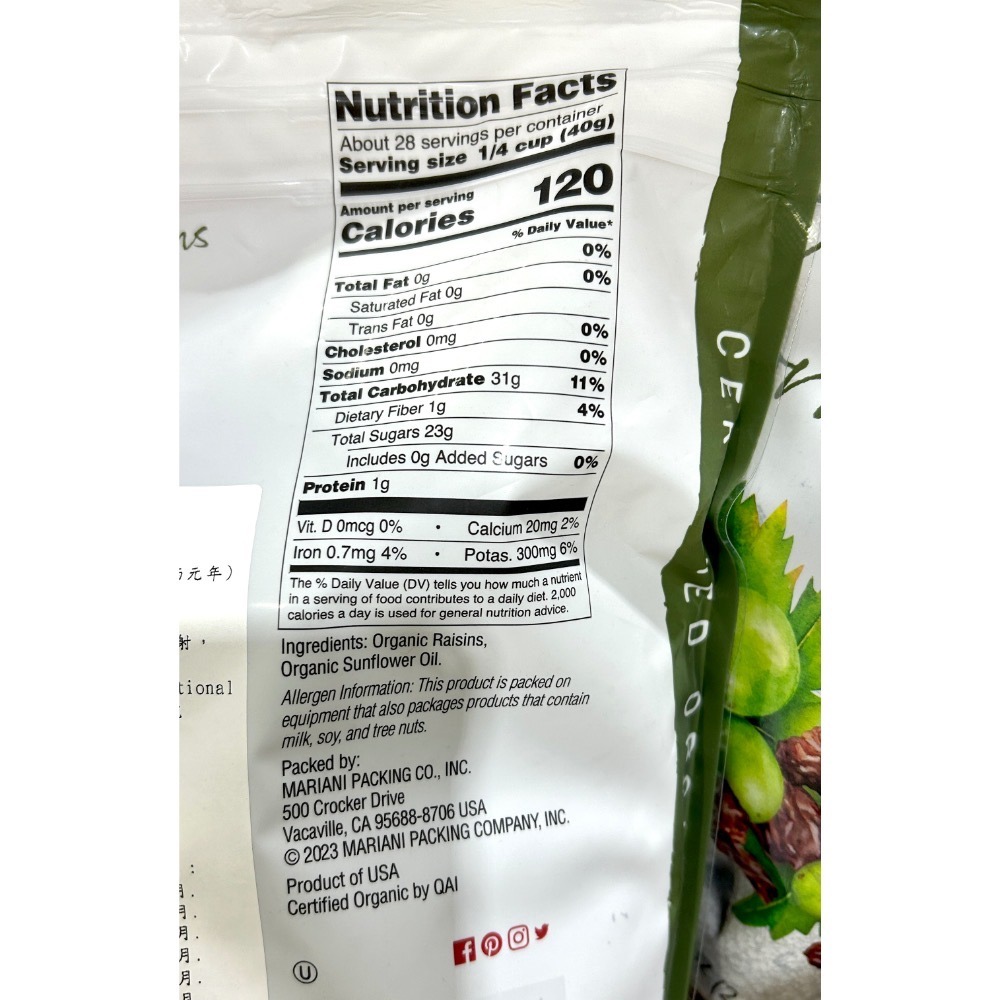 Nutrition Facts
About 28 servings per container
Serving size 1/4 cup (40g)
Amount per serving
Calories 120
% Daily Value*
Total Fat 0g 0%
Saturated Fat 0g 0%
Trans Fat 0g
Cholesterol 0mg 0%
Sodium 0mg 0%
Total Carbohydrate 31g 11%
Dietary Fiber 1g 4%
Total Sugars 23g
Includes 0g Added Sugars 0%
Protein 1g
Vit. D 0mcg 0% • Calcium 20mg 2%
Iron 0.7mg 4% • Potas. 300mg 6%
The % Daily Value (DV) tells you how much a nutrient
in a serving of food contributes to a daily diet. 2,000
calories a day is used for general nutrition advice.
Ingredients: Organic Raisins,
Organic Sunflower Oil.
Allergen Information: This product is packed on
equipment that also packages products that contain
milk, soy, and tree nuts.
Packed by:
MARIANI PACKING CO., INC.
500 Crocker Drive
Vacaville, CA 95688-8706 USA
© 2023 MARIANI PACKING COMPANY, INC.
Product of USA
Certified Organic by QAI
U
元年)
射，
tional
:
月.
月.
月.
月.
月.